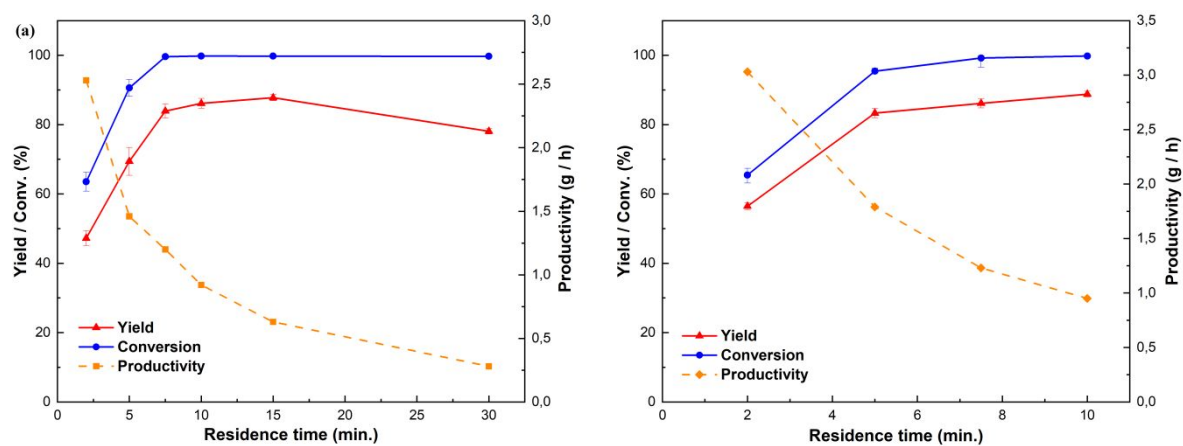 (a)
Yield / Conv. (%)
100
80
60
40
20
0
Yield
Conversion
Productivity
3,0
2,5
2,0
1,5
1,0
0,5
0,0
Productivity (g / h)
0 5 10 15 20 25 30
Residence time (min.)
Yield / Conv. (%)
100
80
60
40
20
0
Yield
Conversion
Productivity
3,5
3,0
2,5
2,0
1,5
1,0
0,5
0,0
Productivity (g / h)
0 2 4 6 8 10
Residence time (min.)